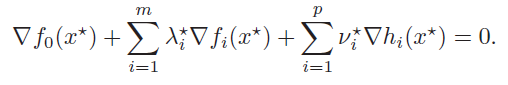 ∇f₀(x⋆) + ∑ᵢ₌₁ᵐ λᵢ⋆∇fᵢ(x⋆) + ∑ᵢ₌₁ᵖ νᵢ⋆∇hᵢ(x⋆) = 0.